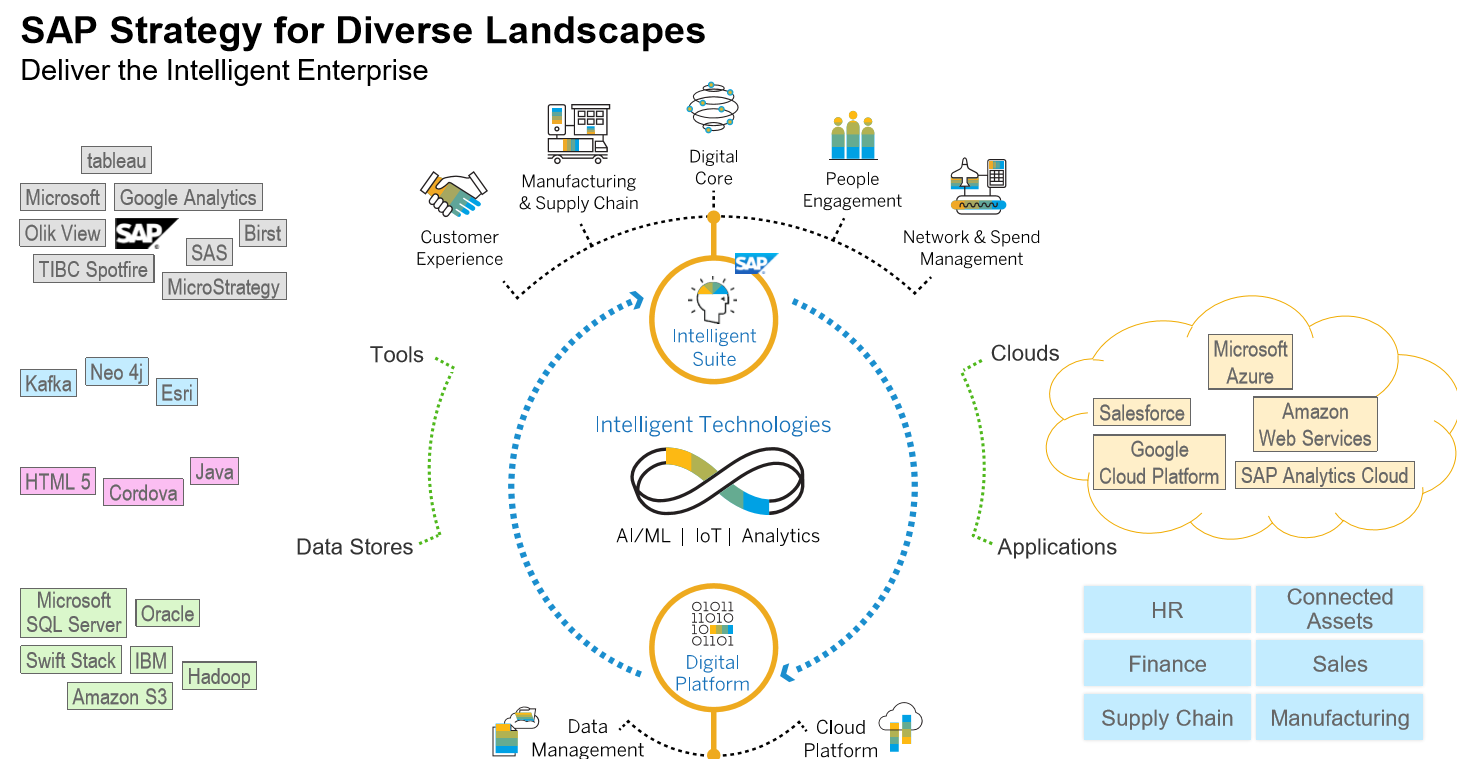 SAP Strategy for Diverse Landscapes
Deliver the Intelligent Enterprise
Digital
Core
Manufacturing
& Supply Chain
People
Engagement
Customer
Experience
Network & Spend
Management
tableau
Microsoft
Google Analytics
Olik View
SAP
Birst
SAS
TIBC Spotfire
MicroStrategy
Kafka
Neo 4j
Esri
HTML 5
Cordova
Java
Microsoft
SQL Server
Oracle
Swift Stack
IBM
Hadoop
Amazon S3
Tools
Data Stores
SAP
Intelligent
Suite
Intelligent Technologies
AI/ML | IoT | Analytics
01011
11010
10
01101
Digital
Platform
Data
Management
Cloud
Platform
Clouds
Applications
Microsoft
Azure
Salesforce
Amazon
Web Services
Google
Cloud Platform
SAP Analytics Cloud
HR
Connected
Assets
Finance
Sales
Supply Chain
Manufacturing